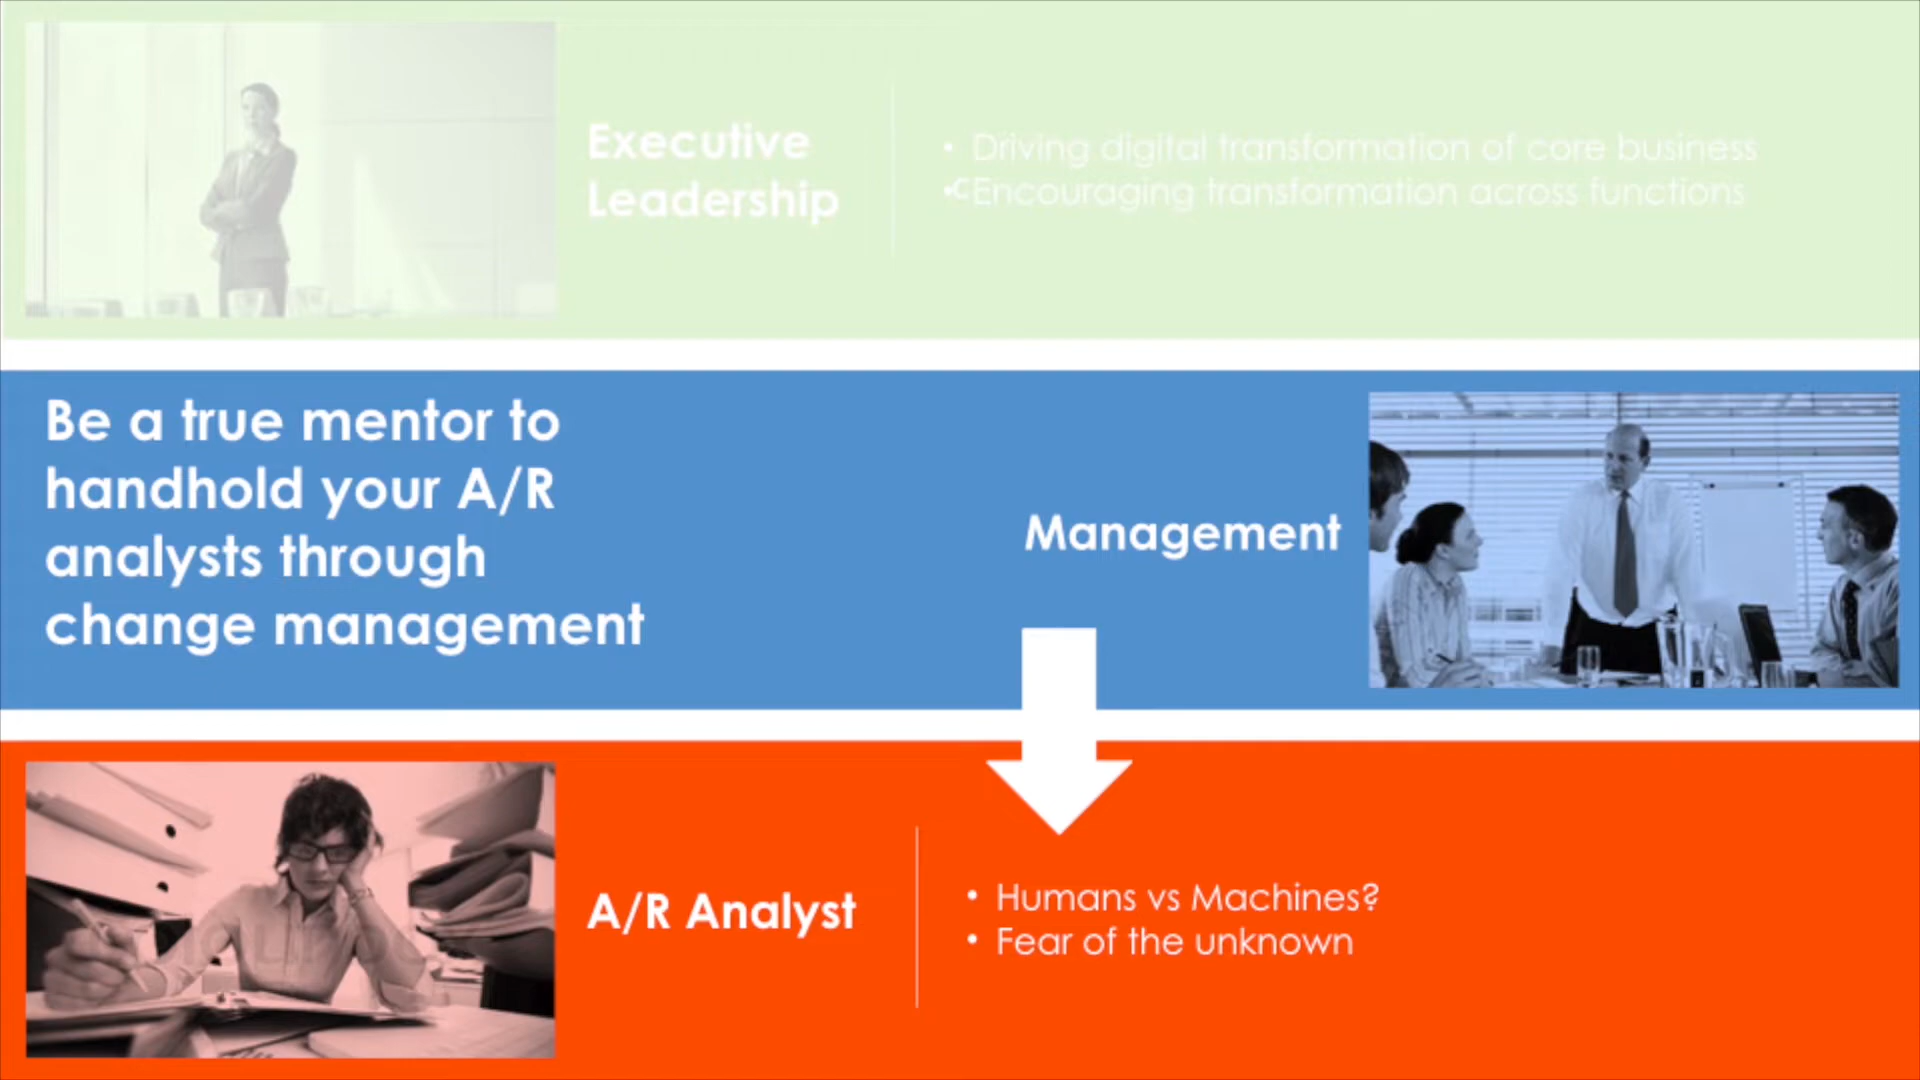 Executive
Leadership
• Driving digital transformation of core business
• Encouraging transformation across functions
Be a true mentor to
handhold your A/R
analysts through
change management
Management
A/R Analyst
• Humans vs Machines?
• Fear of the unknown